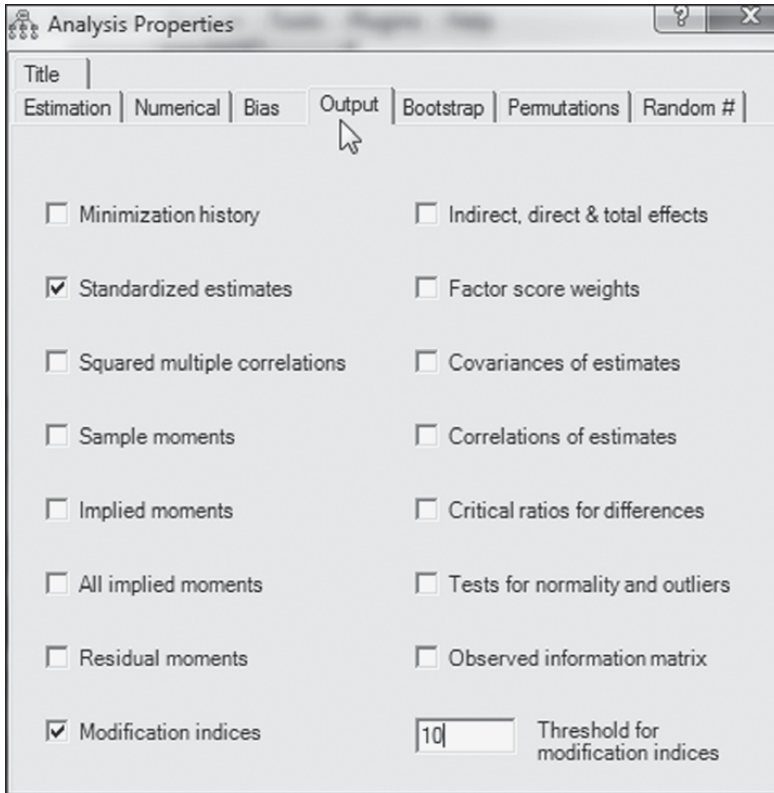 Analysis Properties
?
X
Title
Estimation Numerical Bias Output Bootstrap Permutations Random #
Minimization history
Indirect, direct & total effects
Standardized estimates
Factor score weights
Squared multiple correlations
Covariances of estimates
Sample moments
Correlations of estimates
Implied moments
Critical ratios for differences
All implied moments
Tests for normality and outliers
Residual moments
Observed information matrix
Modification indices
10
Threshold for
modification indices